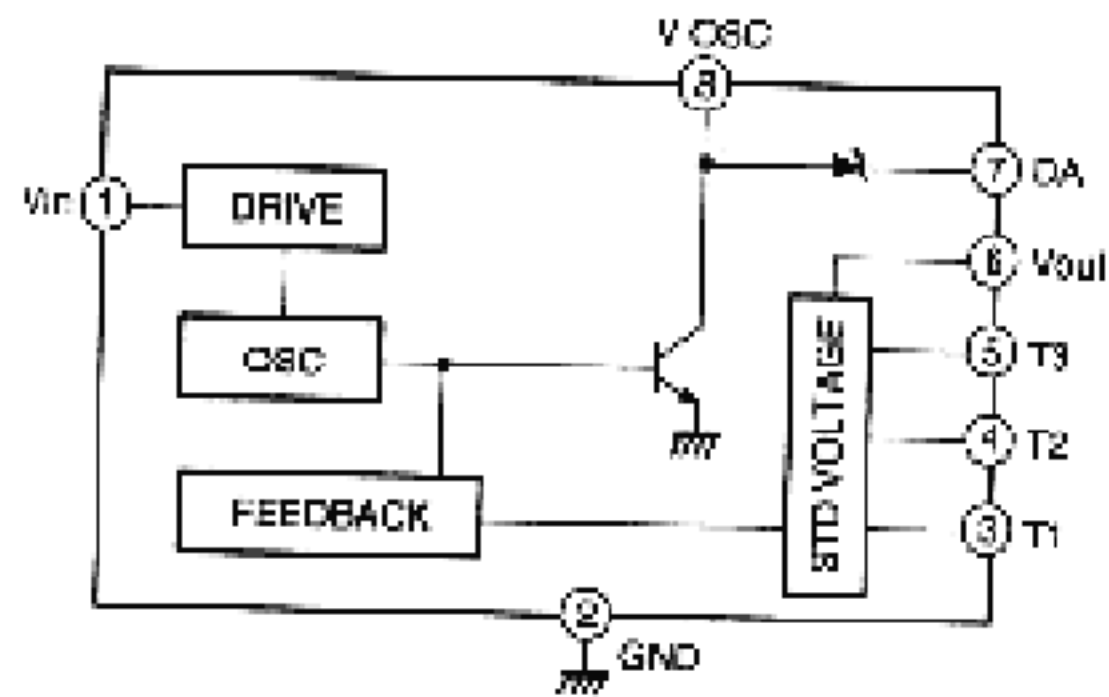 V OSC
8
7 DA
Vin 1
DRIVE
6 Vout
OSC
STD VOLTAGE
5 T3
4 T2
FEEDBACK
3 T1
2
GND